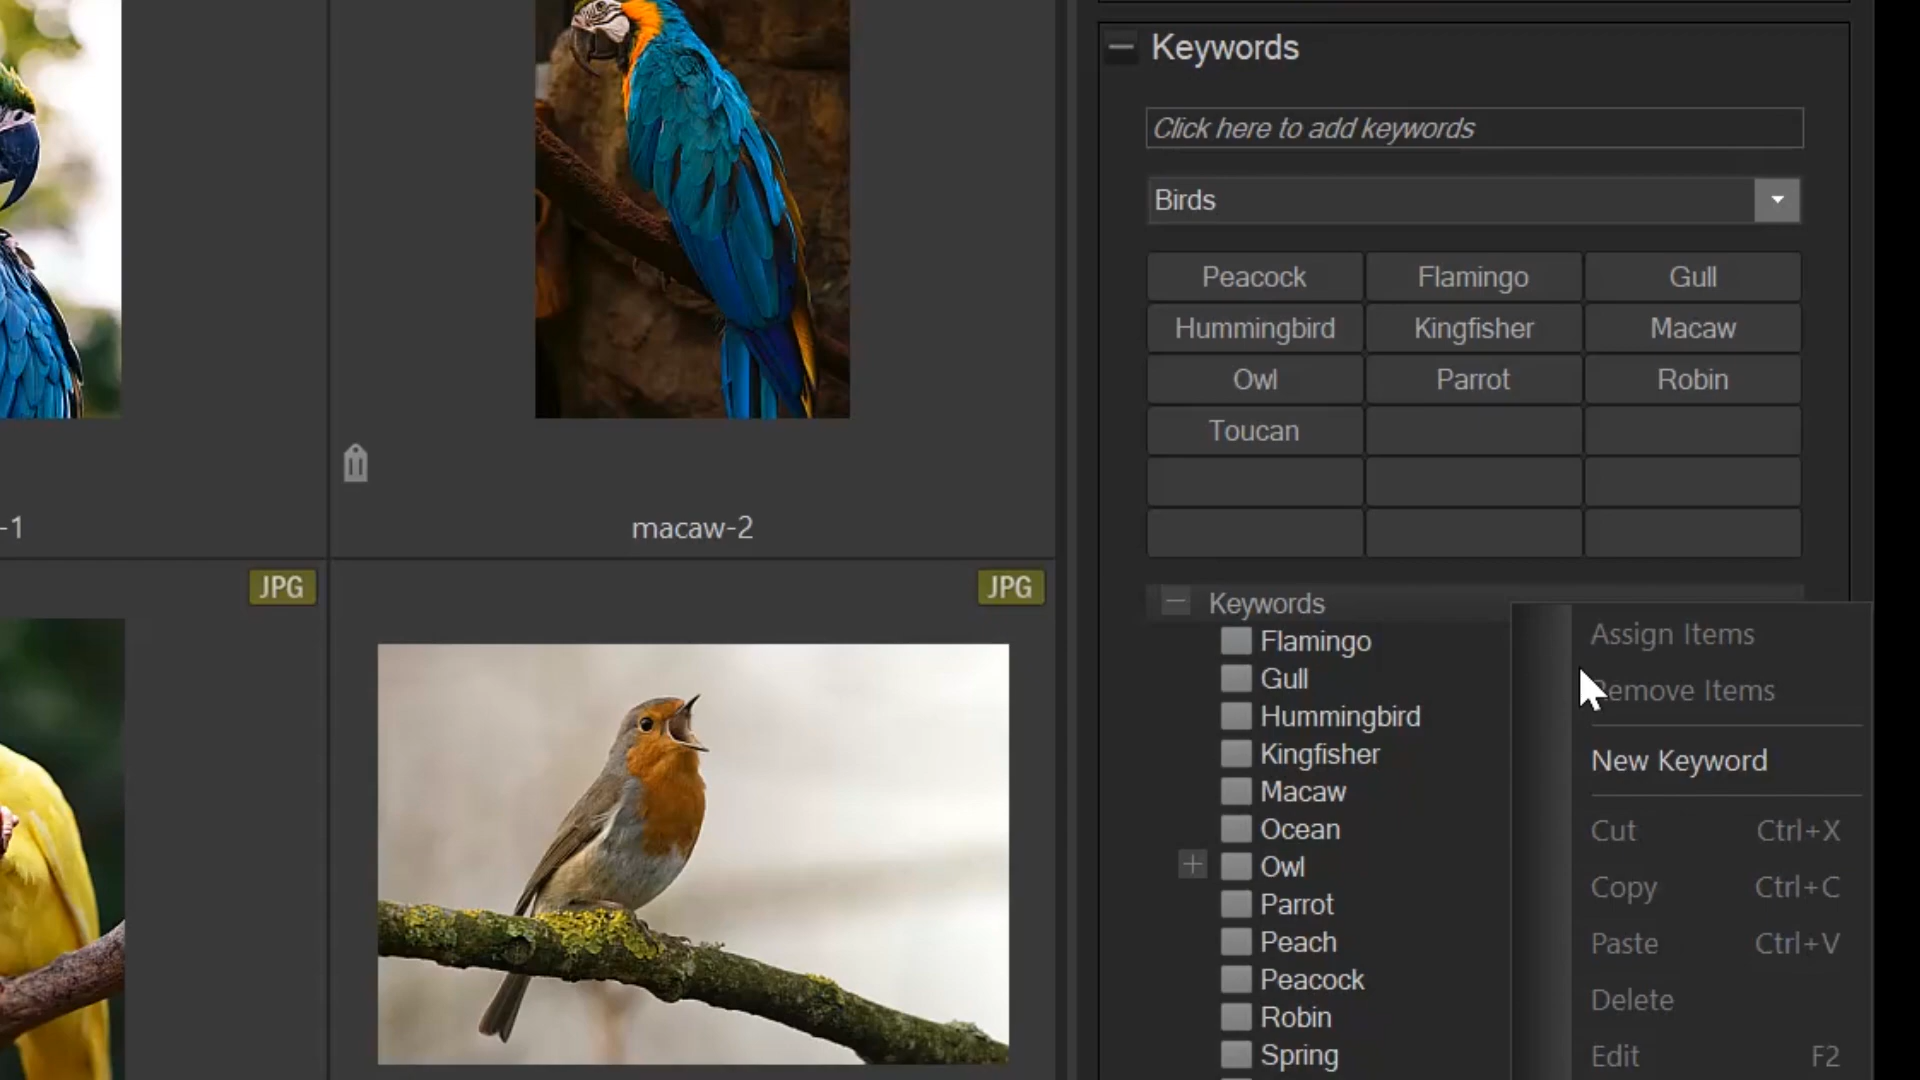 -1
macaw-2
JPG
JPG
Keywords
Click here to add keywords
Birds
Peacock Flamingo Gull
Hummingbird Kingfisher Macaw
Owl Parrot Robin
Toucan
Keywords
Flamingo
Gull
Hummingbird
Kingfisher
Macaw
Ocean
Owl
Parrot
Peach
Peacock
Robin
Spring
Assign Items
Remove Items
New Keyword
Cut Ctrl+X
Copy Ctrl+C
Paste Ctrl+V
Delete
Edit F2